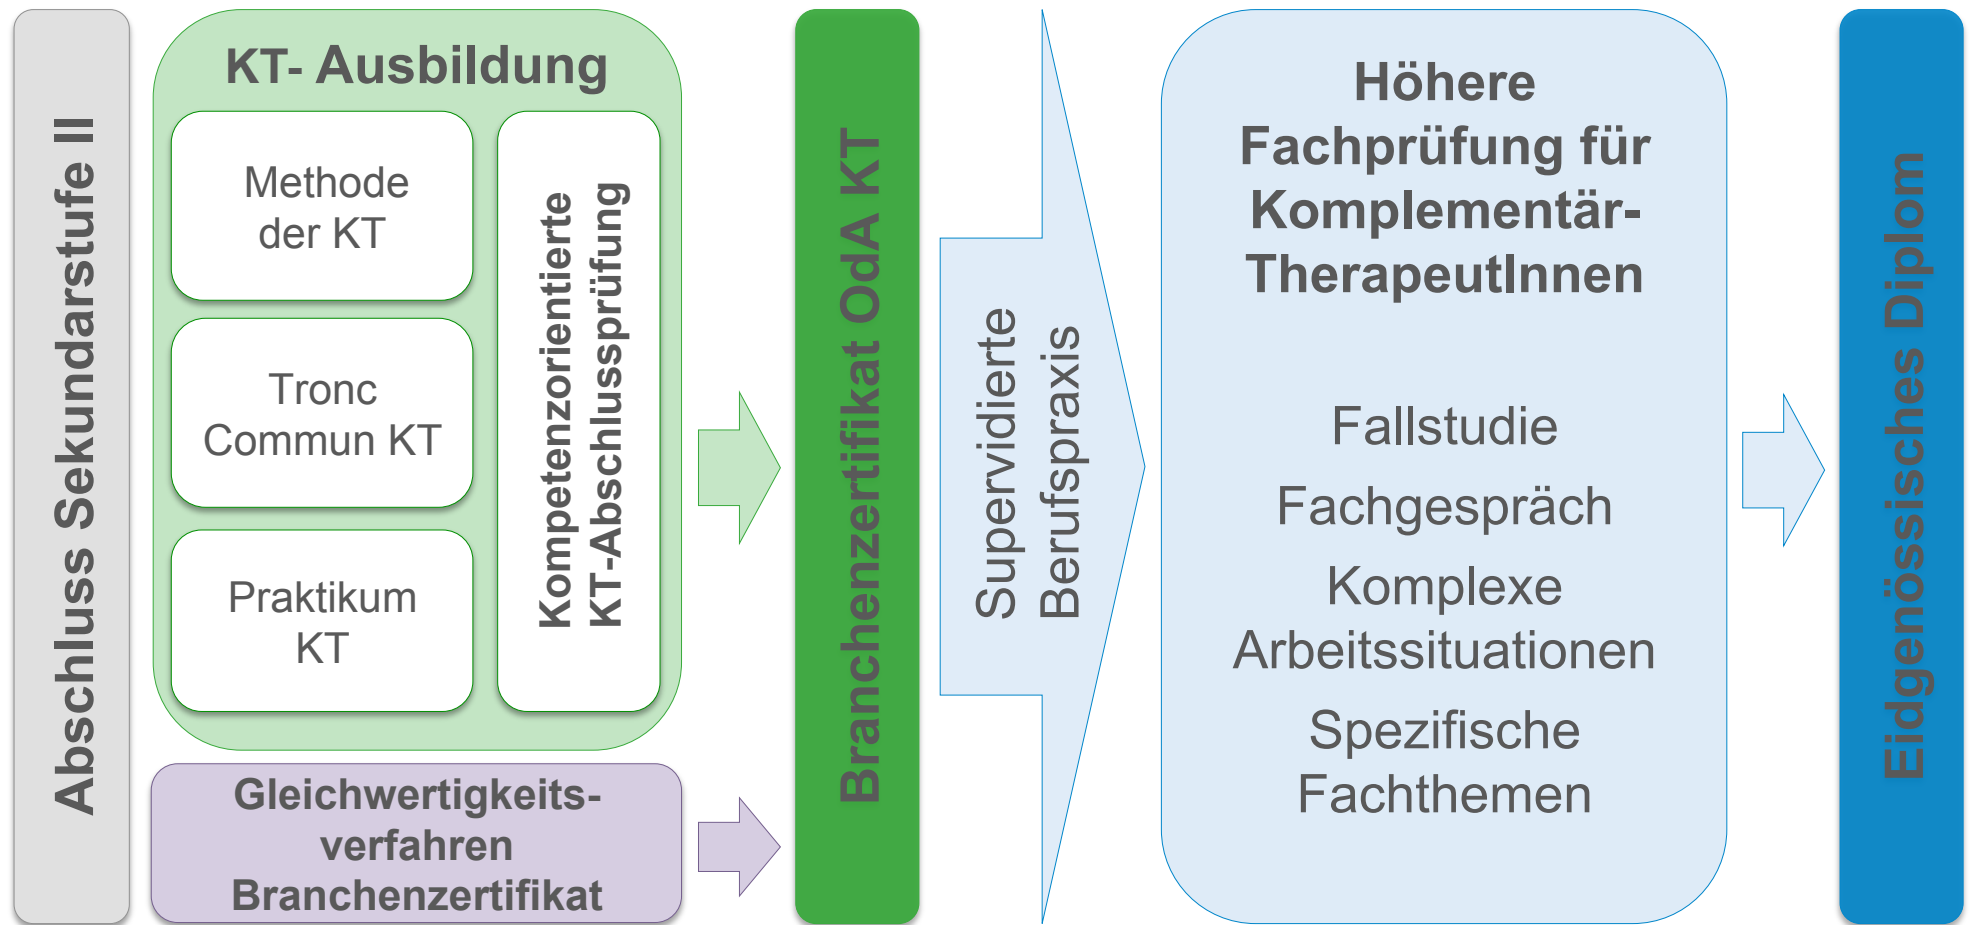 Abschluss Sekundarstufe II
KT- Ausbildung
Methode
der KT
Tronc
Commun KT
Praktikum
KT
Kompetenzorientierte
KT-Abschlussprüfung
Gleichwertigkeits-
verfahren
Branchenzertifikat
Branchenzertifikat OdA KT
Supervidierte
Berufspraxis
Höhere
Fachprüfung für
Komplementär-
TherapeutInnen
Fallstudie
Fachgespräch
Komplexe
Arbeitssituationen
Spezifische
Fachthemen
Eidgenössisches Diplom